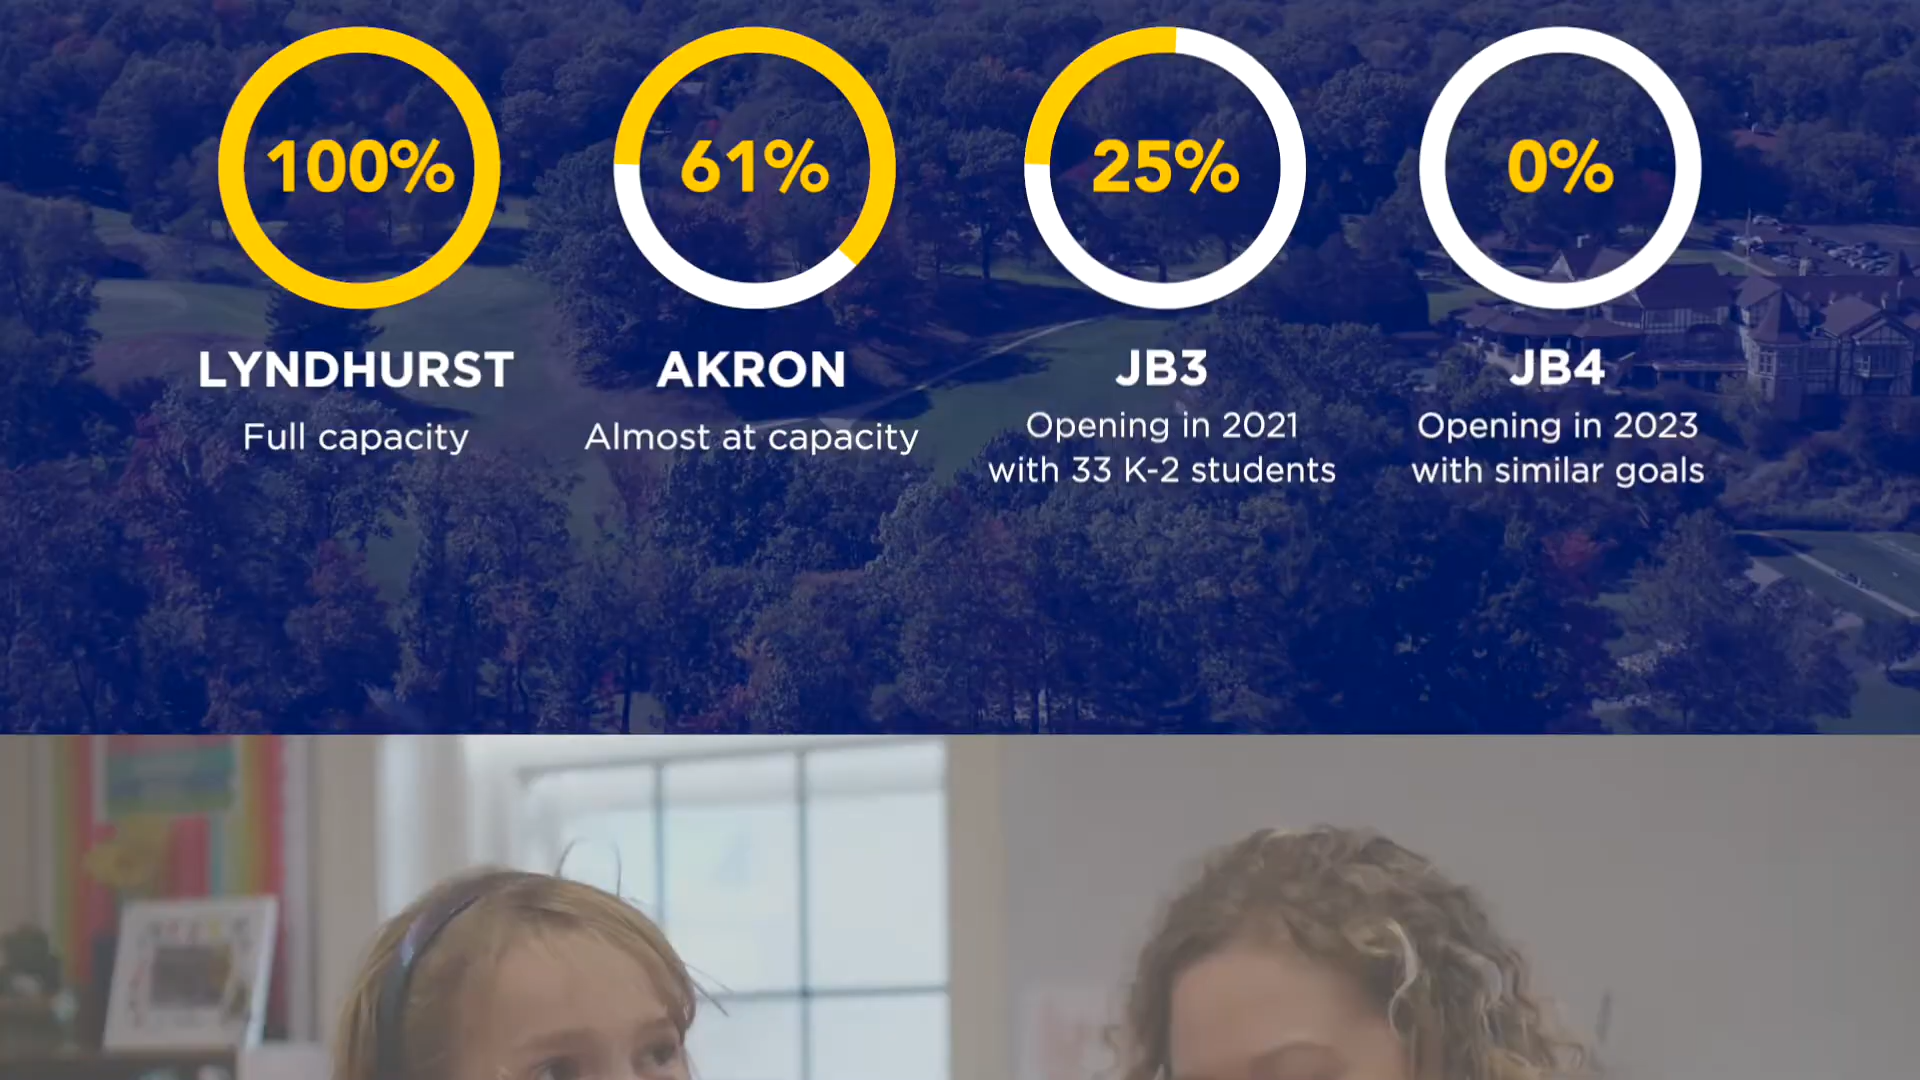 100% 61% 25% 0%
LYNDHURST AKRON JB3 JB4
Full capacity Almost at capacity Opening in 2021 Opening in 2023
with 33 K-2 students with similar goals